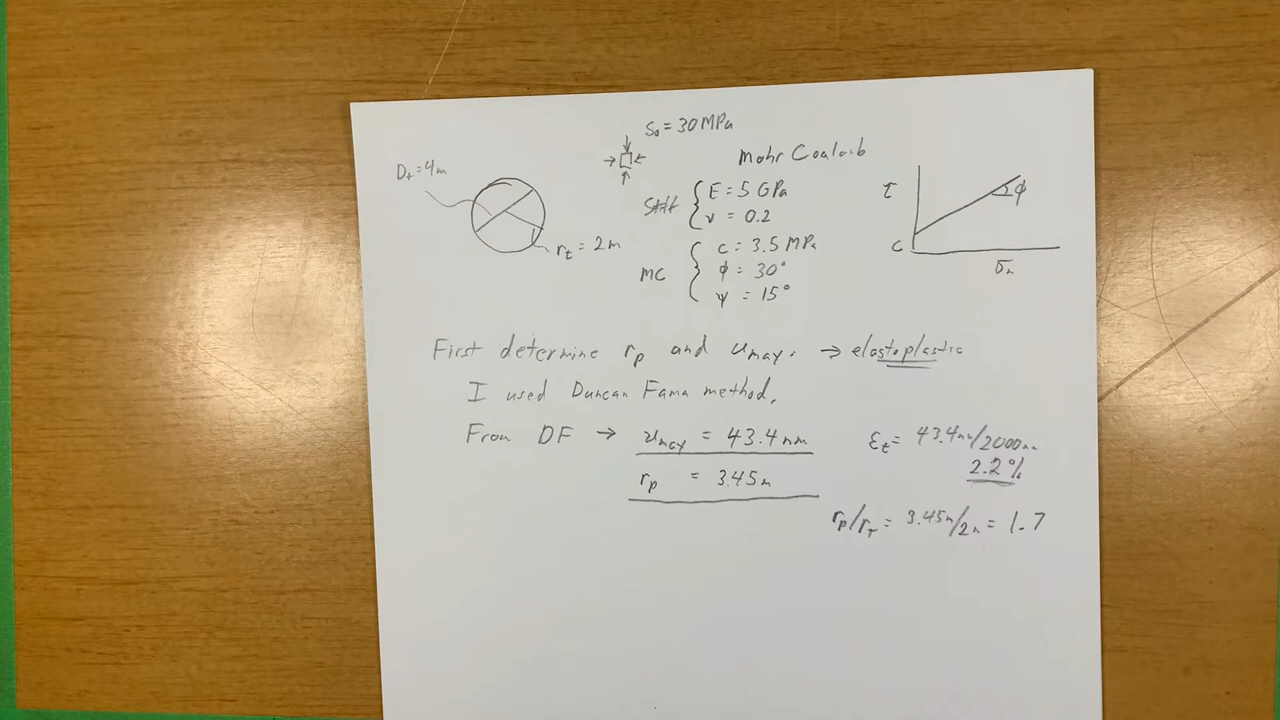 S₀ = 30 MPa
Mohr Coulomb
D_t = 4m
r_t = 2m
Stiff { E = 5 GPa
ν = 0.2
MC { c = 3.5 MPa
ϕ = 30°
ψ = 15°
τ
ϕ
c
σₙ
First determine r_p and u_max. → elastoplastic
I used Duncan Fama method,
From DF → u_max = 43.4 mm
r_p = 3.45m
ε_t = 43.4mm/2000mm
2.2%
r_p/r_T = 3.45m/2m = 1.7